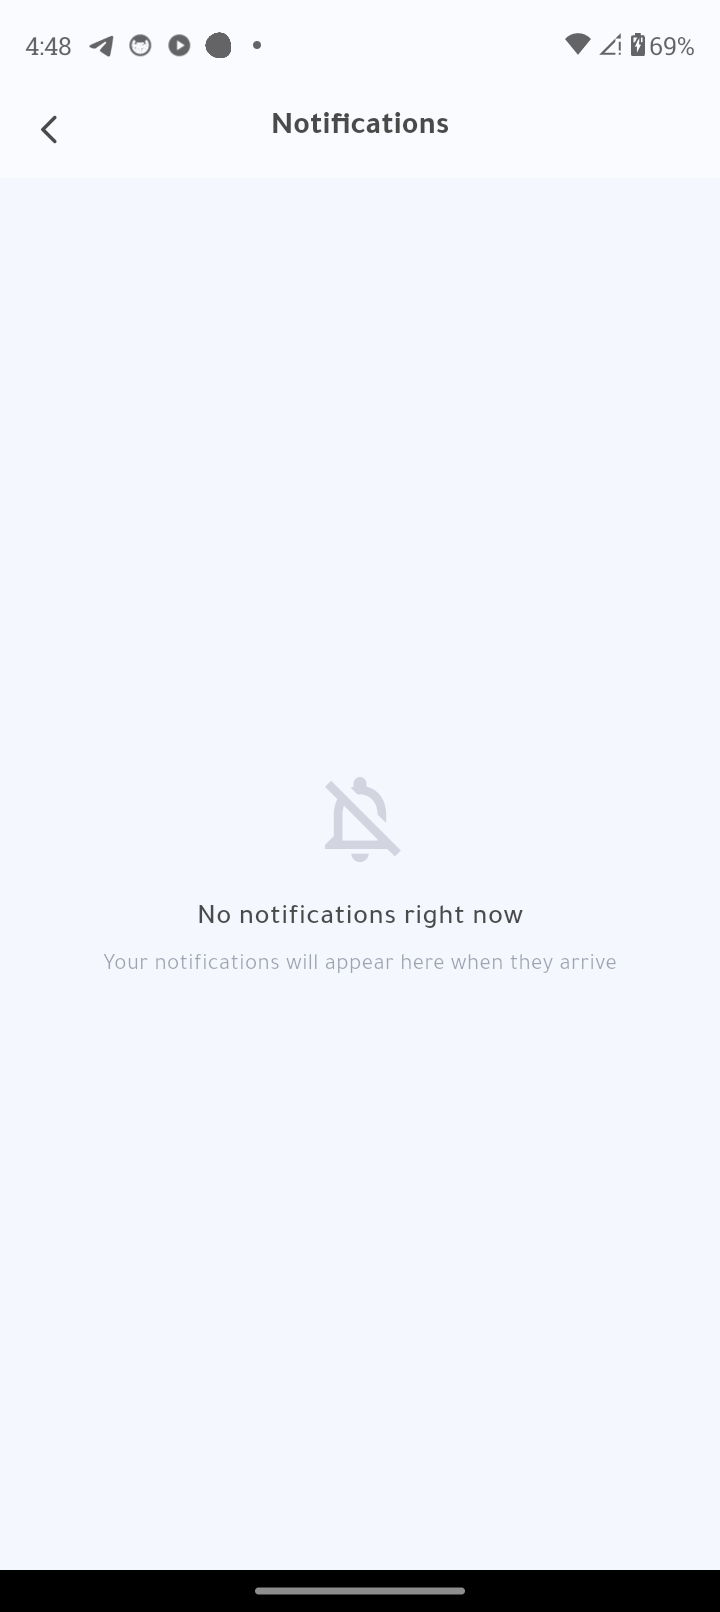 4:48
69%
Notifications
No notifications right now
Your notifications will appear here when they arrive